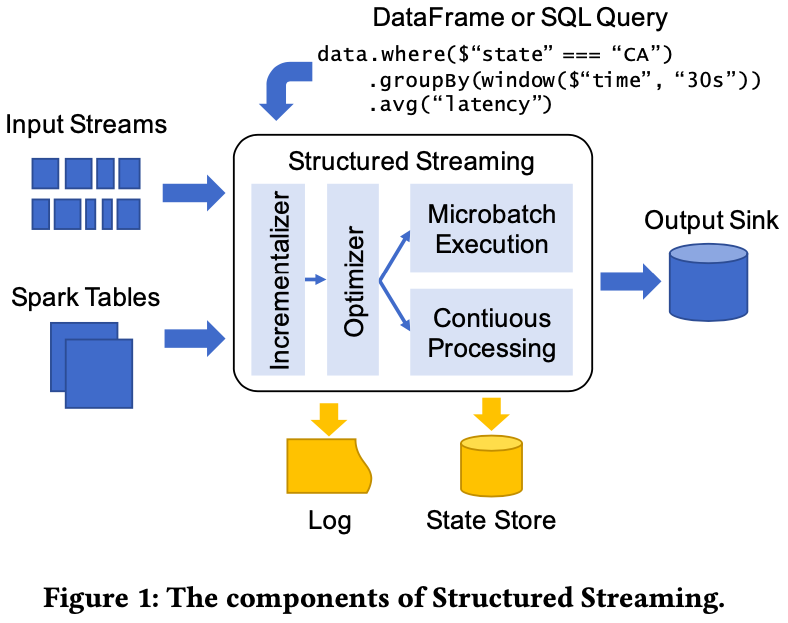 DataFrame or SQL Query
data.where($“state” === “CA”)
.groupBy(window($“time”, “30s”))
.avg(“latency”)
Input Streams
Structured Streaming
Incrementalizer
Optimizer
Microbatch
Execution
Contiuous
Processing
Output Sink
Spark Tables
Log
State Store
Figure 1: The components of Structured Streaming.